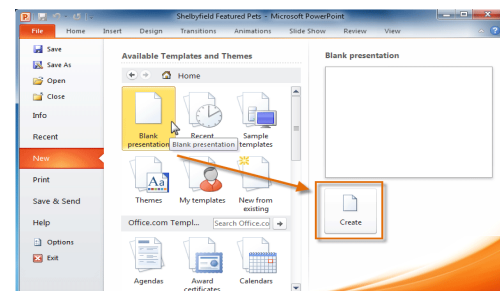 Shelbyfield Featured Pets - Microsoft PowerPoint
File Home Insert Design Transitions Animations Slide Show Review View
Save
Save As
Open
Close
Info
Recent
New
Print
Save & Send
Help
Options
Exit
Available Templates and Themes
Home
Blank presentation
Recent
Sample templates
Blank presentation
Themes
My templates
New from existing
Office.com Templ...
Search Office.co
Agendas
Award certificates
Calendars
Blank presentation
Create